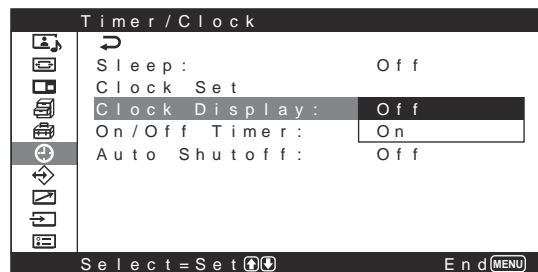 Timer/Clock
Sleep: Off
Clock Set
Clock Display: Off
On/Off Timer: On
Auto Shutoff: Off
Select=Set End MENU